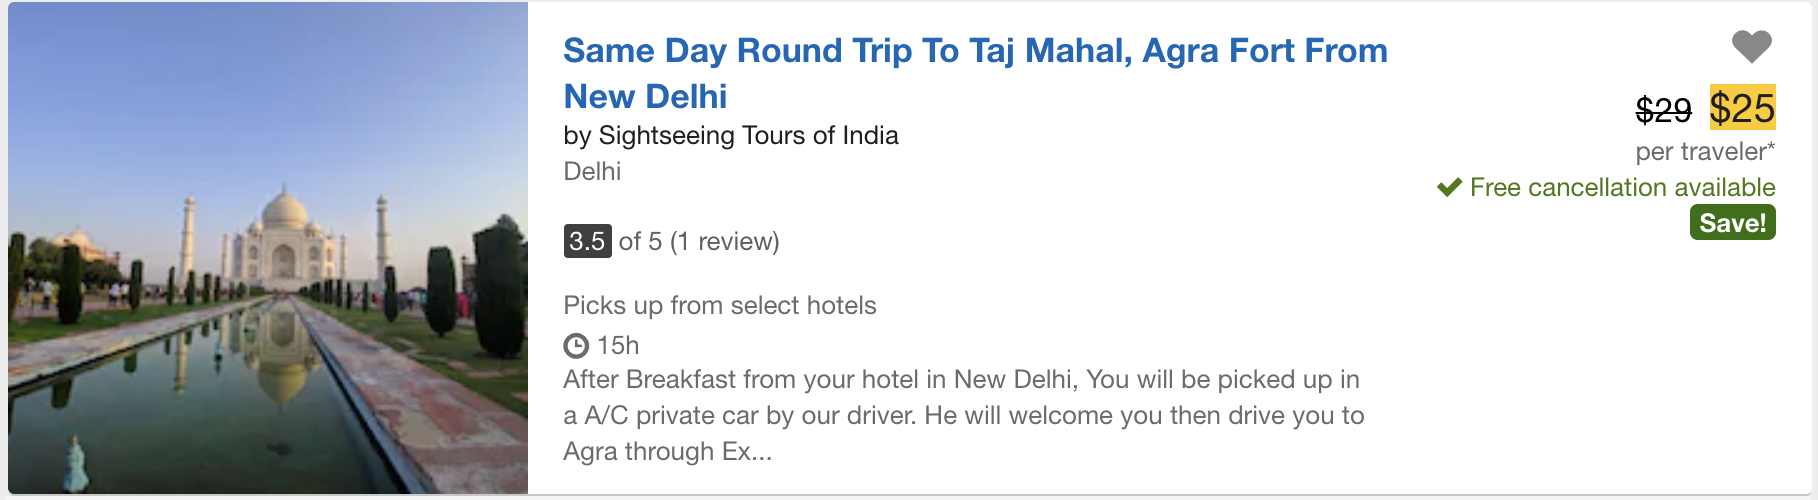 Same Day Round Trip To Taj Mahal, Agra Fort From
New Delhi
by Sightseeing Tours of India
Delhi
3.5 of 5 (1 review)
Picks up from select hotels
15h
After Breakfast from your hotel in New Delhi, You will be picked up in
a A/C private car by our driver. He will welcome you then drive you to
Agra through Ex...
$29 $25
per traveler*
Free cancellation available
Save!